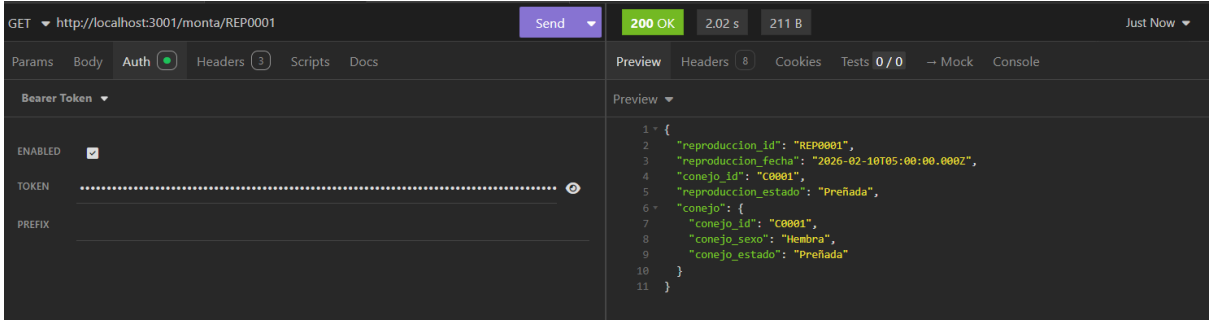 GET http://localhost:3001/monta/REP0001 Send
Params Body Auth Headers 3 Scripts Docs
Bearer Token
ENABLED
TOKEN ••••••••••••••••••••••••••••••••••••••••••••••••••••••••••••••••••••••••••••••••
PREFIX
200 OK 2.02 s 211 B Just Now
Preview Headers 8 Cookies Tests 0 / 0 → Mock Console
Preview
1 {
2 "reproduccion_id": "REP0001",
3 "reproduccion_fecha": "2026-02-10T05:00:00.000Z",
4 "conejo_id": "C0001",
5 "reproduccion_estado": "Preñada",
6 "conejo": {
7 "conejo_id": "C0001",
8 "conejo_sexo": "Hembra",
9 "conejo_estado": "Preñada"
10 }
11 }